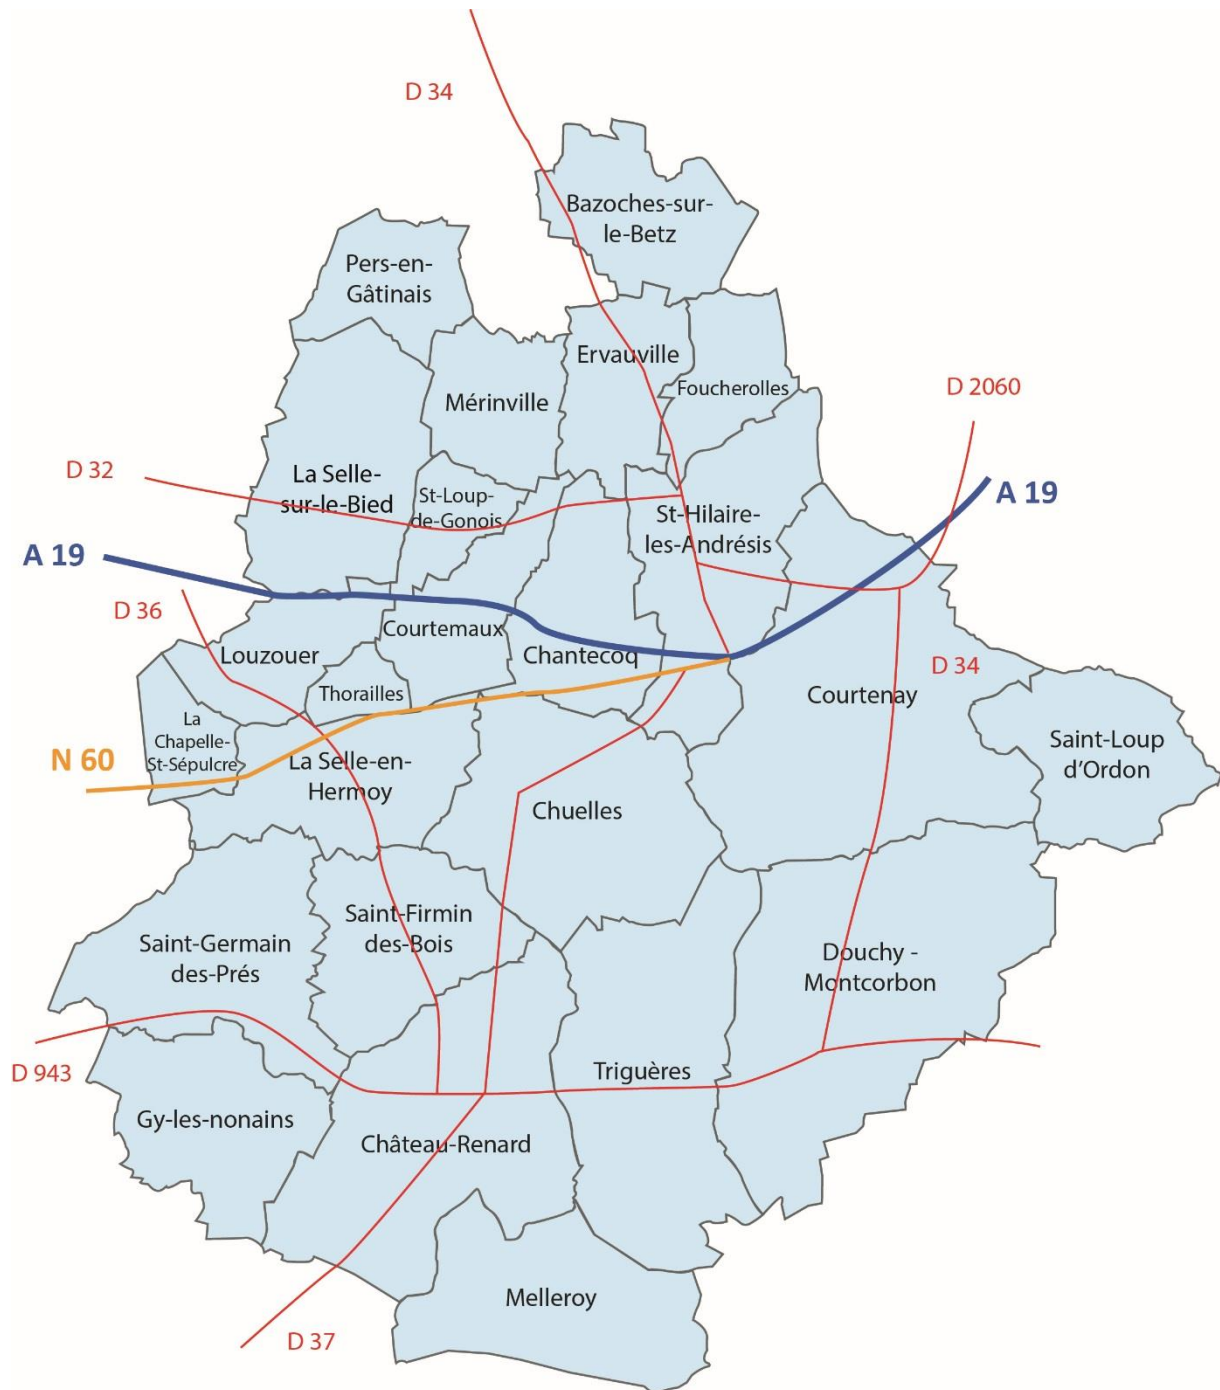 D 34
Bazoches-sur-
le-Betz
Pers-en-
Gâtinais
Ervauville
Foucherolles
D 2060
Mérinville
D 32
La Selle-
sur-le-Bied
St-Loup-
de-Gonois
A 19
St-Hilaire-
les-Andrésis
A 19
D 36
Courtemaux
Louzouer
Chantecoq
D 34
Thorailles
Courtenay
La
Chapelle-
St-Sépulcre
N 60
La Selle-en-
Hermoy
Saint-Loup
d’Ordon
Chuelles
Saint-Firmin
des-Bois
Saint-Germain
des-Prés
Douchy -
Montcorbon
D 943
Triguères
Gy-les-nonains
Château-Renard
Melleroy
D 37